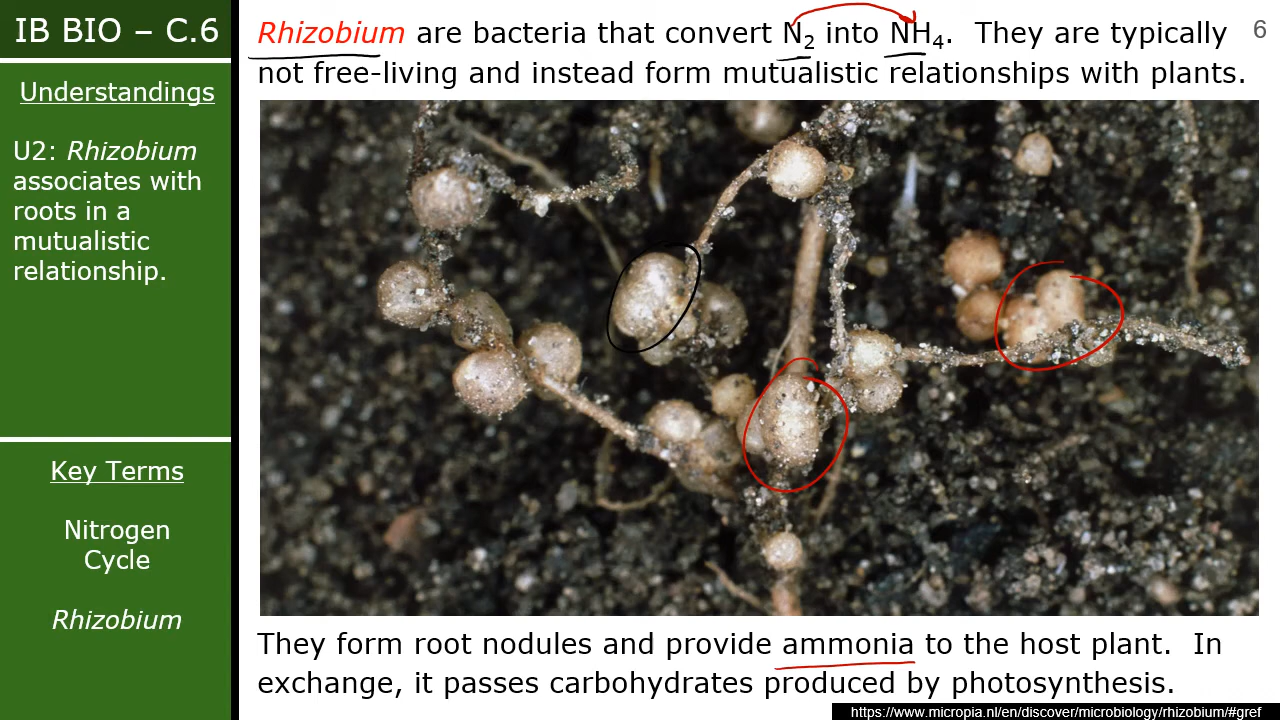 IB BIO – C.6
Understandings
U2: Rhizobium
associates with
roots in a
mutualistic
relationship.
Key Terms
Nitrogen
Cycle
Rhizobium
Rhizobium are bacteria that convert N₂ into NH₄. They are typically
not free-living and instead form mutualistic relationships with plants.
6
They form root nodules and provide ammonia to the host plant. In
exchange, it passes carbohydrates produced by photosynthesis.
https://www.micropia.nl/en/discover/microbiology/rhizobium/#gref